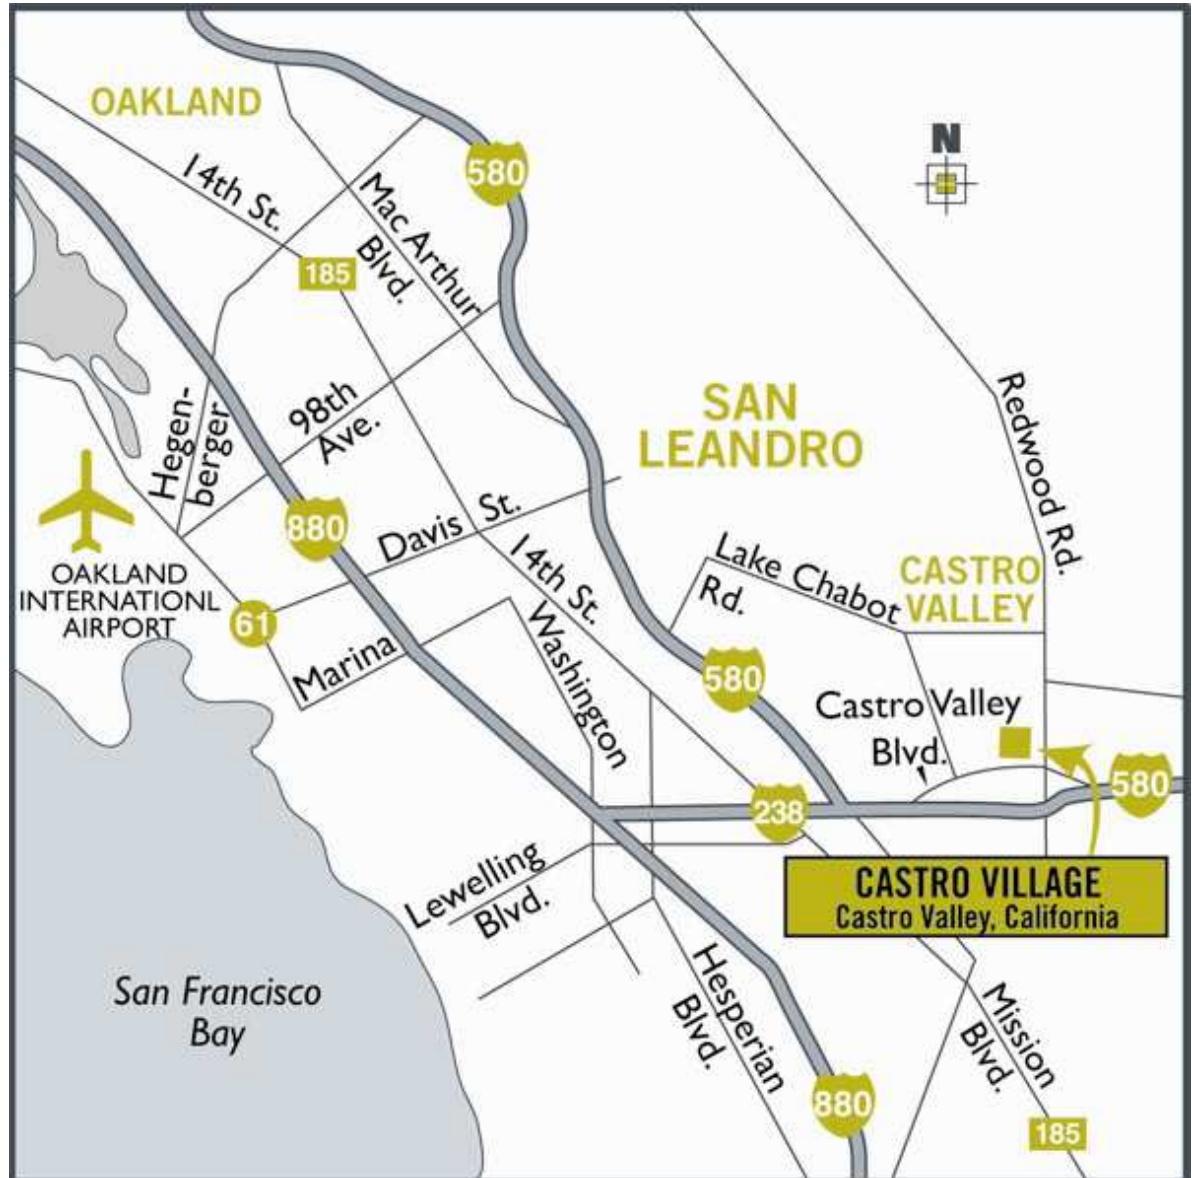 OAKLAND
N
580
14th St.
Mac Arthur
Blvd.
185
Redwood Rd.
SAN
LEANDRO
98th
Ave.
Hegen-
berger
880
Davis St.
OAKLAND
INTERNATIONL
AIRPORT
61
14th St.
Lake Chabot
Rd.
CASTRO
VALLEY
Marina
Washington
580
Castro Valley
Blvd.
580
238
Lewelling
Blvd.
CASTRO VILLAGE
Castro Valley, California
San Francisco
Bay
Hesperian
Blvd.
Mission
Blvd.
880
185